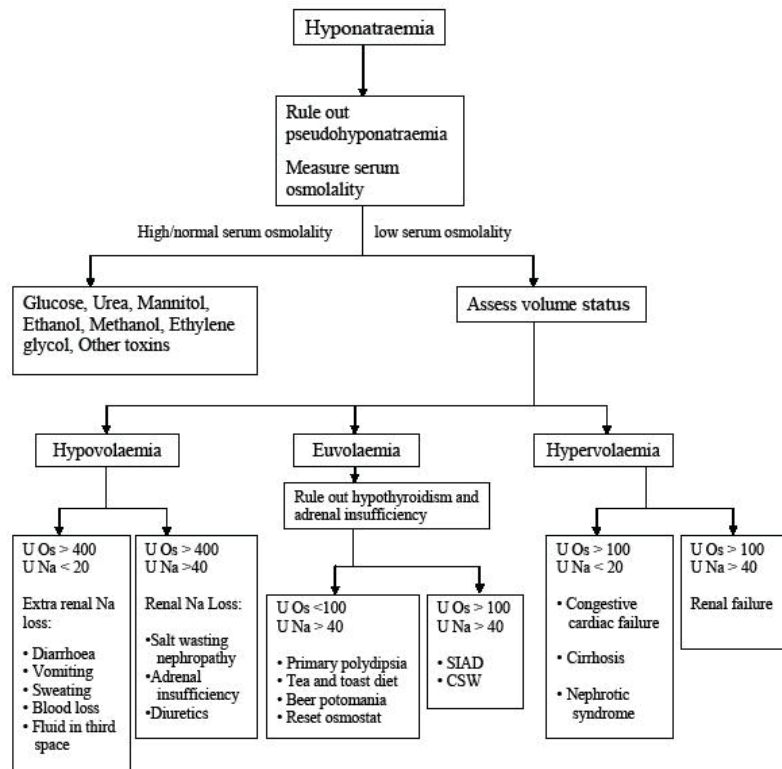 Hyponatraemia
Rule out
pseudohyponatraemia
Measure serum
osmolality
High/normal serum osmolality
low serum osmolality
Glucose, Urea, Mannitol,
Ethanol, Methanol, Ethylene
glycol, Other toxins
Assess volume status
Hypovolaemia
Euvolaemia
Hypervolaemia
Rule out hypothyroidism and
adrenal insufficiency
U Os > 400
U Na < 20
Extra renal Na
loss:
• Diarrhoea
• Vomiting
• Sweating
• Blood loss
• Fluid in third
space
U Os > 400
U Na >40
Renal Na Loss:
•Salt wasting
nephropathy
•Adrenal
insufficiency
•Diuretics
U Os <100
U Na > 40
• Primary polydipsia
• Tea and toast diet
• Beer potomania
• Reset osmostat
U Os > 100
U Na > 40
• SIAD
• CSW
U Os > 100
U Na < 20
• Congestive
cardiac failure
• Cirrhosis
• Nephrotic
syndrome
U Os > 100
U Na > 40
Renal failure